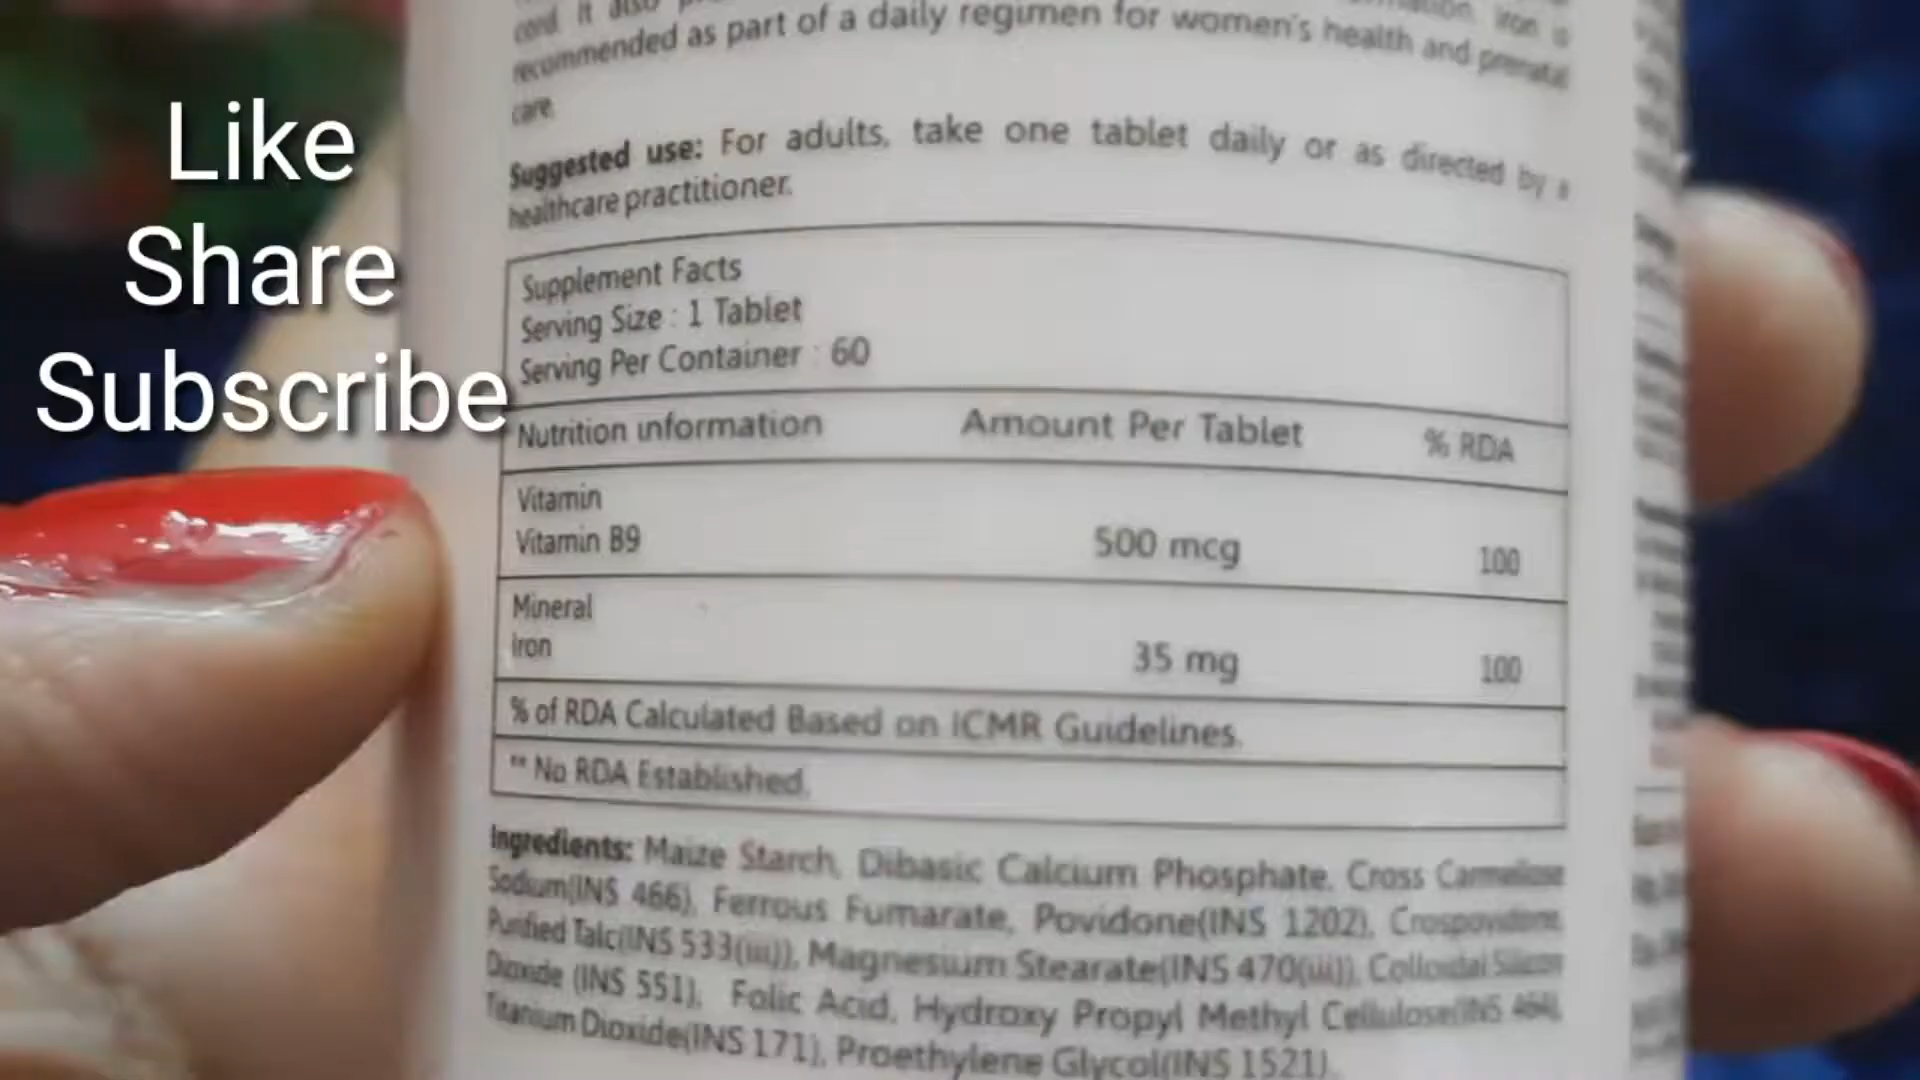 Like
Share
Subscribe
cord. It also
recommended as part of a daily regimen for women's health and prenatal
care.
Suggested use: For adults, take one tablet daily or as directed by a
healthcare practitioner.
Supplement Facts
Serving Size : 1 Tablet
Serving Per Container : 60
Nutrition information Amount Per Tablet % RDA
Vitamin
Vitamin B9 500 mcg 100
Mineral
Iron 35 mg 100
% of RDA Calculated Based on ICMR Guidelines.
** No RDA Established.
Ingredients: Maize Starch, Dibasic Calcium Phosphate, Cross Carmellose
Sodium(INS 466), Ferrous Fumarate, Povidone(INS 1202), Crospovidone,
Purified Talc(INS 533(iii)), Magnesium Stearate(INS 470(iii)), Colloidal Silicon
Dioxide (INS 551), Folic Acid, Hydroxy Propyl Methyl Cellulose(INS 464),
Titanium Dioxide(INS 171), Proethylene Glycol(INS 1521).